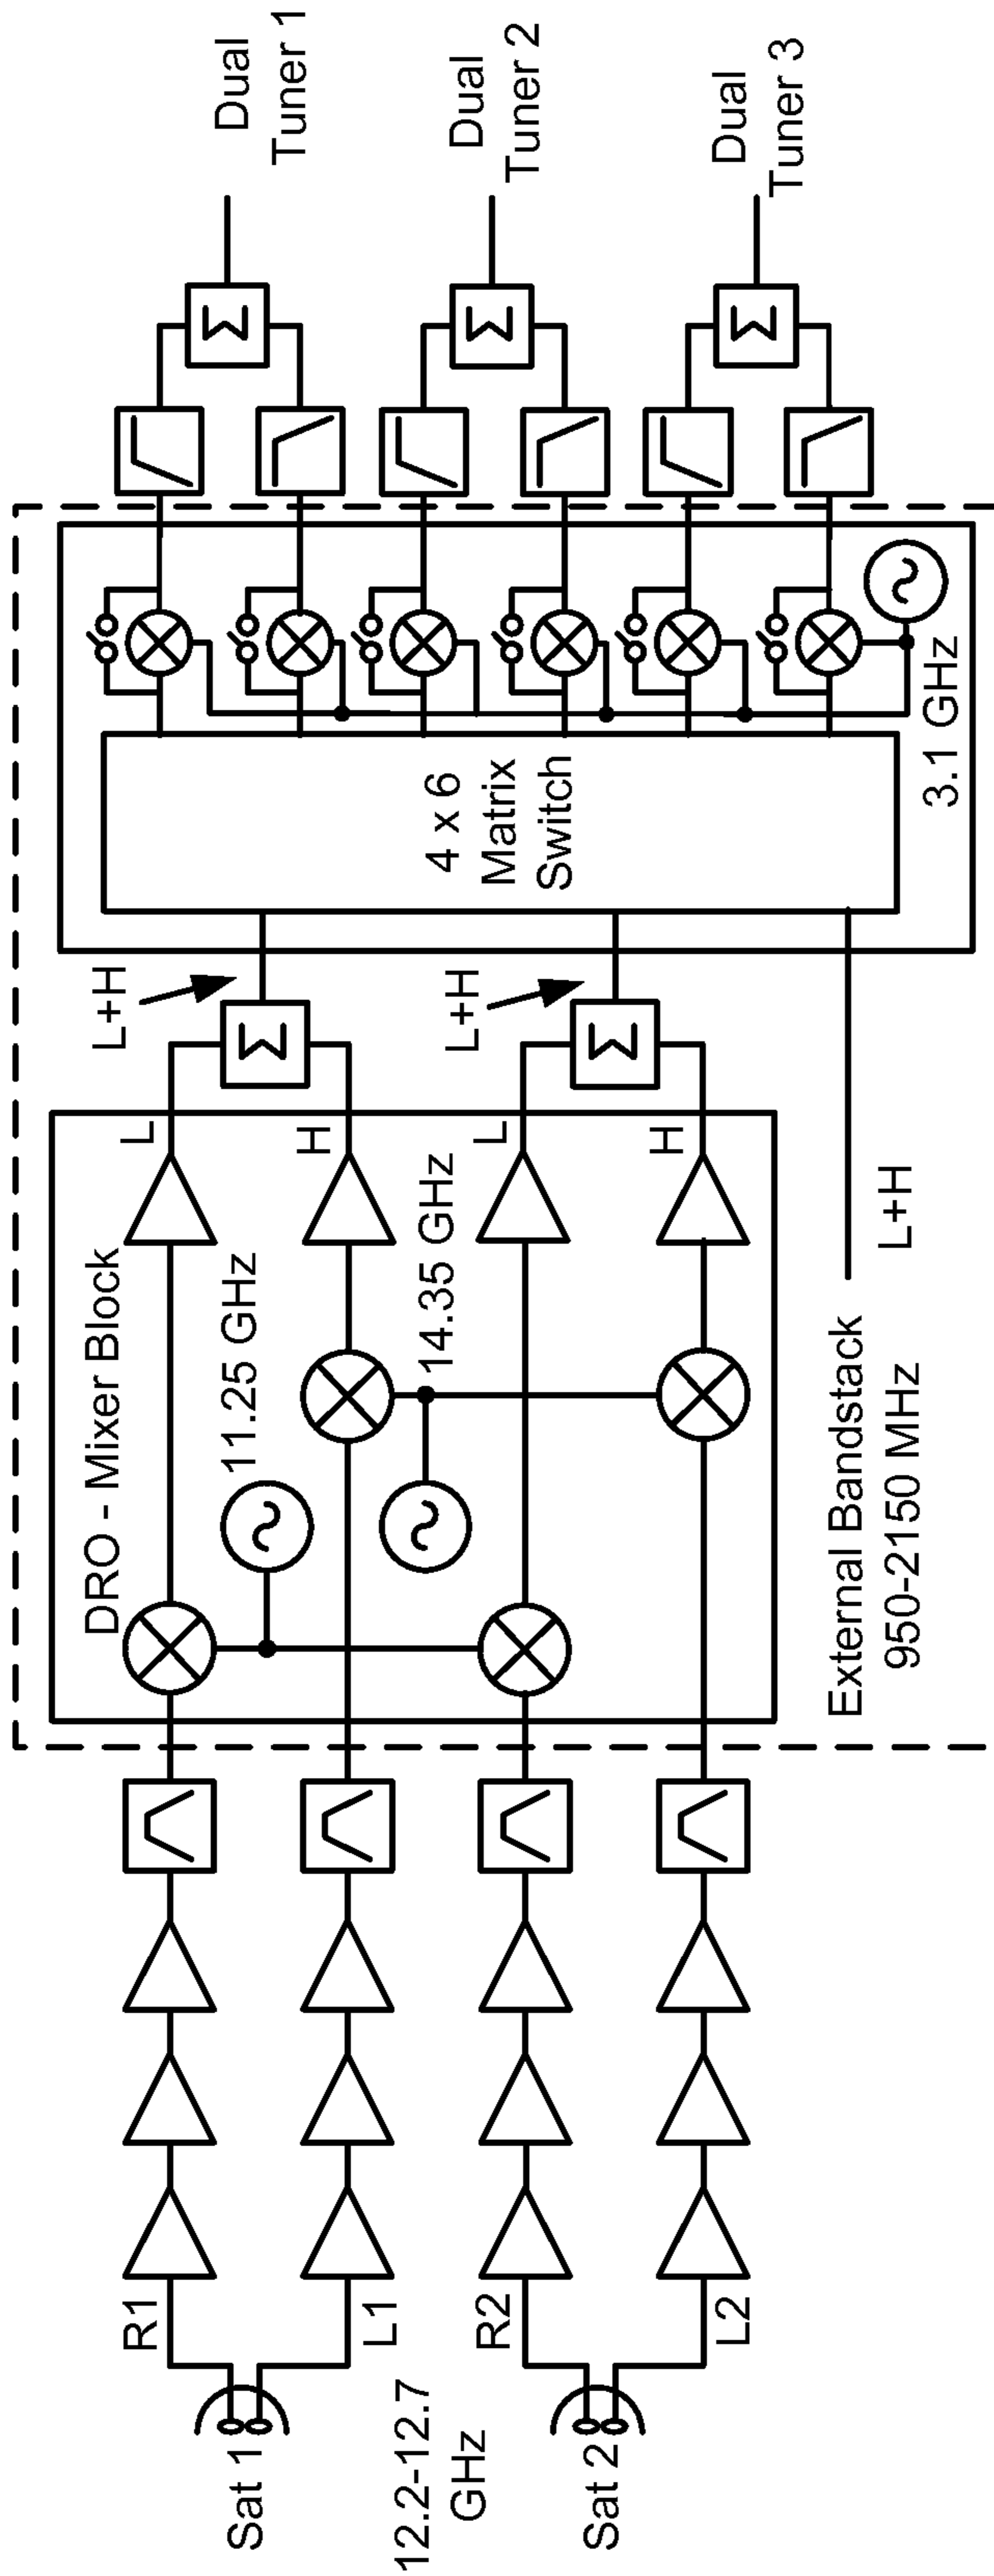 Sat 1
R1
L1
12.2-12.7
GHz
Sat 2
R2
L2
DRO - Mixer Block
11.25 GHz
14.35 GHz
L
H
L
H
L+H
L+H
External Bandstack
950-2150 MHz
L+H
4 x 6
Matrix
Switch
3.1 GHz
Dual
Tuner 1
Dual
Tuner 2
Dual
Tuner 3